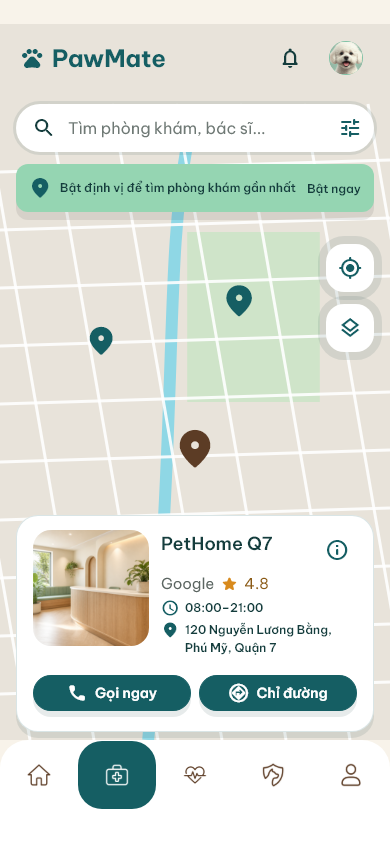 PawMate
Tìm phòng khám, bác sĩ...
Bật định vị để tìm phòng khám gần nhất Bật ngay
PetHome Q7
Google 4.8
08:00–21:00
120 Nguyễn Lương Bằng,
Phú Mỹ, Quận 7
Gọi ngay Chỉ đường